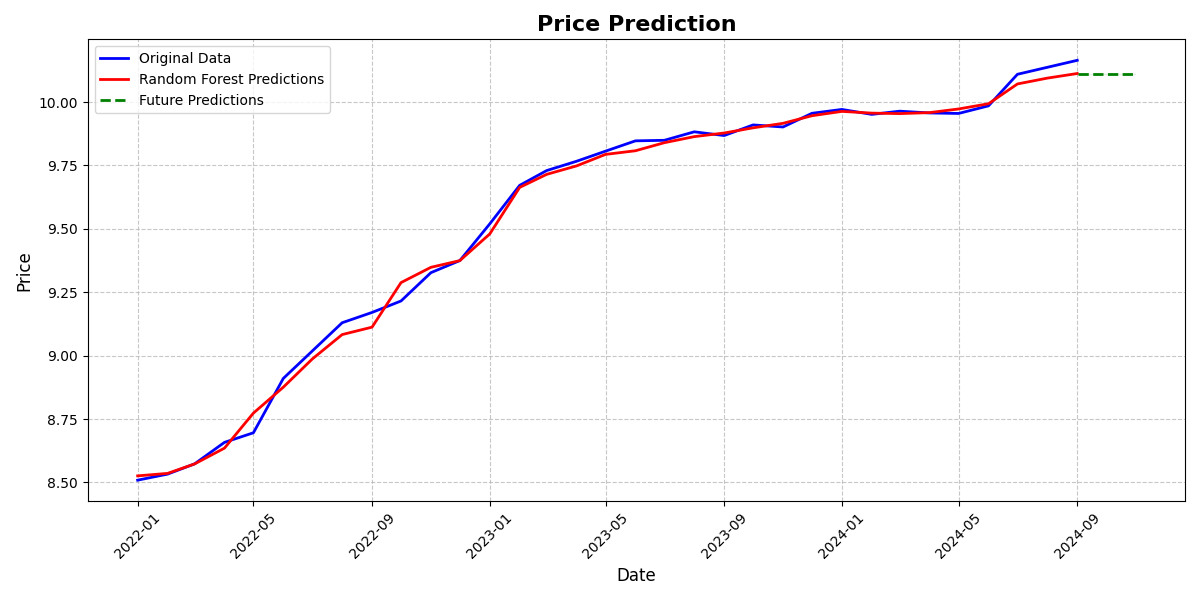 Price Prediction
Original Data
Random Forest Predictions
Future Predictions
Price
10.00
9.75
9.50
9.25
9.00
8.75
8.50
2022-01
2022-05
2022-09
2023-01
2023-05
2023-09
2024-01
2024-05
2024-09
Date